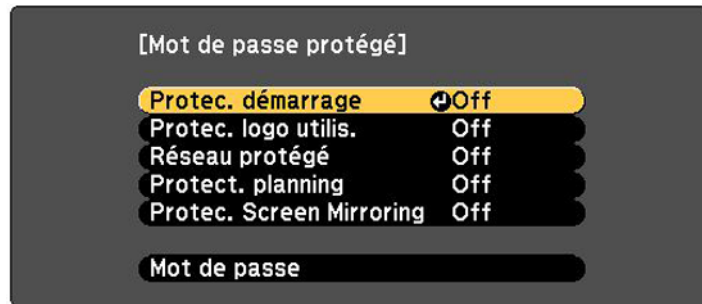 [Mot de passe protégé]
Protec. démarrage Off
Protec. logo utilis. Off
Réseau protégé Off
Protect. planning Off
Protec. Screen Mirroring Off
Mot de passe